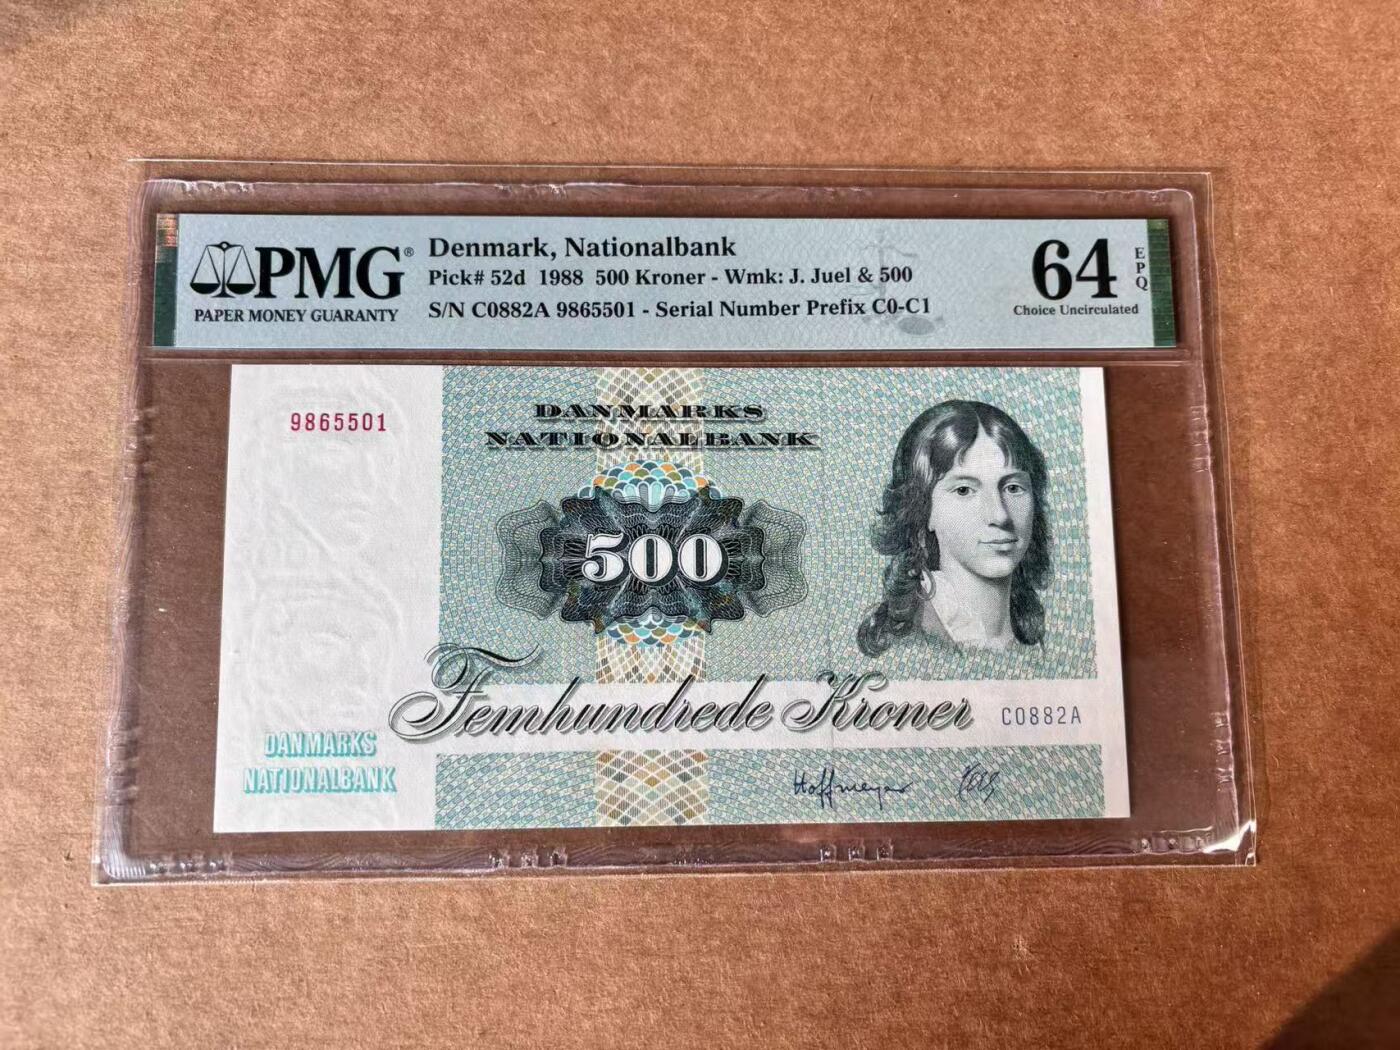 PMG®
PAPER MONEY GUARANTY
Denmark, Nationalbank
Pick# 52d 1988 500 Kroner - Wmk: J. Juel & 500
S/N C0882A 9865501 - Serial Number Prefix C0-C1
64
EPQ
Choice Uncirculated
9865501
DANMARKS
NATIONALBANK
500
Femhundrede Kroner
C0882A
DANMARKS
NATIONALBANK
Hoffmeyer